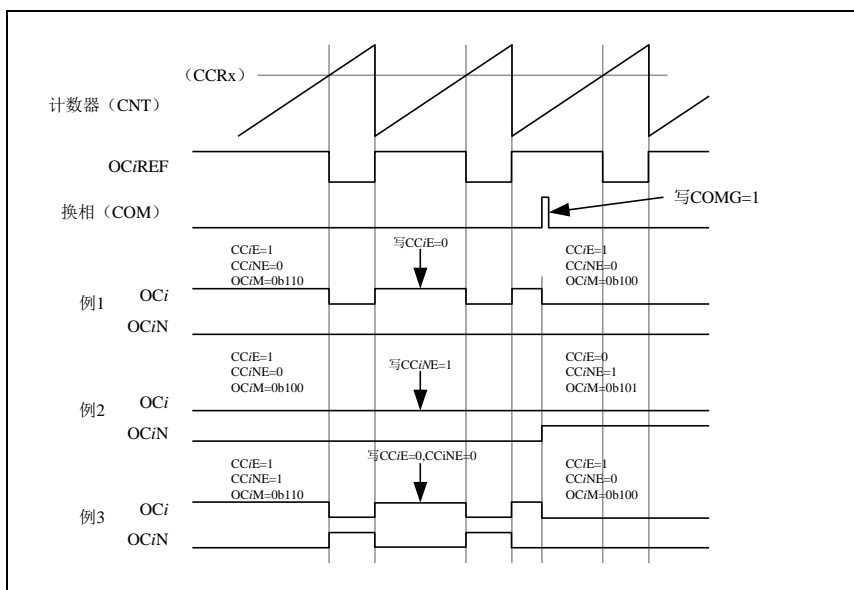 （CCRx）
计数器（CNT）
OCiREF
换相（COM）
写COMG=1
CCiE=1
CCiNE=0
OCiM=0b110
写CCiE=0
CCiE=1
CCiNE=0
OCiM=0b100
例1
OCi
OCiN
CCiE=1
CCiNE=0
OCiM=0b100
写CCiNE=1
CCiE=0
CCiNE=1
OCiM=0b101
例2
OCi
OCiN
CCiE=1
CCiNE=1
OCiM=0b110
写CCiE=0,CCiNE=0
CCiE=1
CCiNE=0
OCiM=0b100
例3
OCi
OCiN